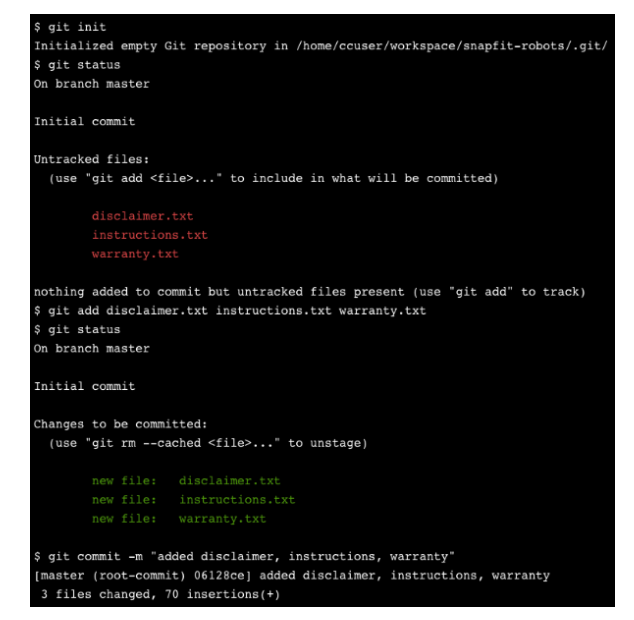 $ git init
Initialized empty Git repository in /home/ccuser/workspace/snapfit-robots/.git/
$ git status
On branch master
Initial commit
Untracked files:
(use "git add <file>..." to include in what will be committed)
disclaimer.txt
instructions.txt
warranty.txt
nothing added to commit but untracked files present (use "git add" to track)
$ git add disclaimer.txt instructions.txt warranty.txt
$ git status
On branch master
Initial commit
Changes to be committed:
(use "git rm --cached <file>..." to unstage)
new file:   disclaimer.txt
new file:   instructions.txt
new file:   warranty.txt
$ git commit -m "added disclaimer, instructions, warranty"
[master (root-commit) 06128ce] added disclaimer, instructions, warranty
3 files changed, 70 insertions(+)